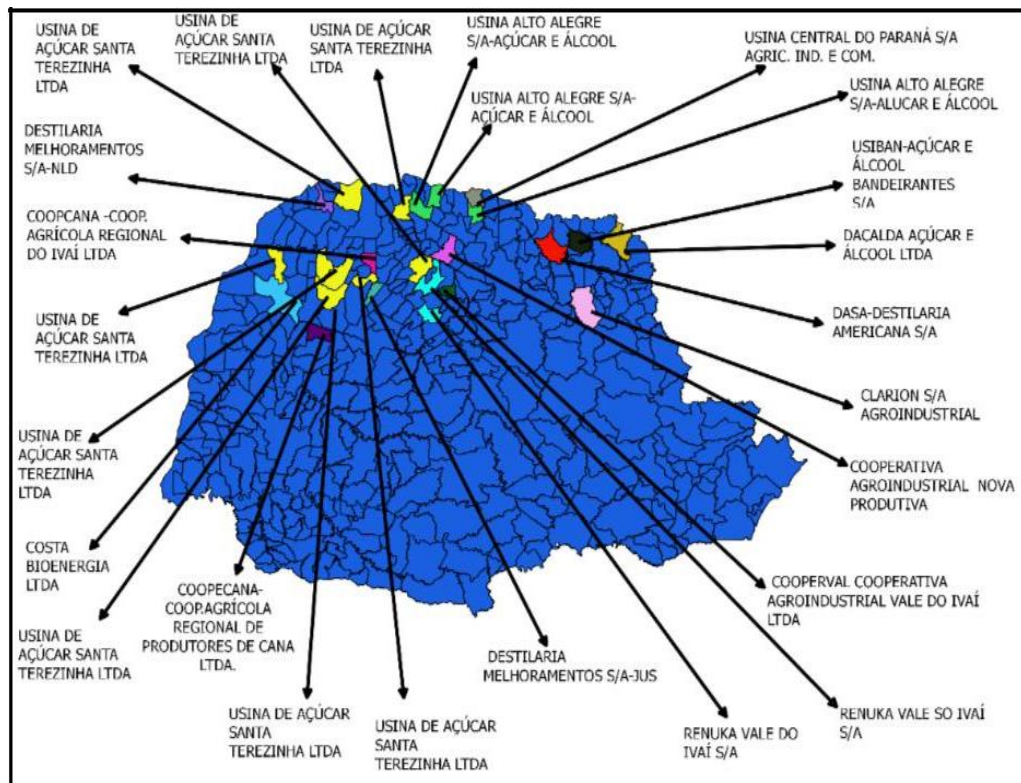 USINA DE
AÇÚCAR SANTA
TEREZINHA
LTDA
USINA DE
AÇÚCAR SANTA
TEREZINHA LTDA
USINA DE AÇÚCAR
SANTA TEREZINHA
LTDA
USINA ALTO ALEGRE
S/A-AÇÚCAR E ÁLCOOL
USINA ALTO ALEGRE S/A-
AÇÚCAR E ÁLCOOL
USINA CENTRAL DO PARANÁ S/A
AGRIC. IND. E COM.
USINA ALTO ALEGRE
S/A-ALUCAR E ÁLCOOL
USIBAN-AÇÚCAR E
ÁLCOOL
BANDEIRANTES
S/A
DACALDA AÇÚCAR E
ÁLCOOL LTDA
DASA-DESTILARIA
AMERICANA S/A
CLARION S/A
AGROINDUSTRIAL
COOPERATIVA
AGROINDUSTRIAL NOVA
PRODUTIVA
COOPERVAL COOPERATIVA
AGROINDUSTRIAL VALE DO IVAÍ
LTDA
RENUKA VALE SO IVAÍ
S/A
RENUKA VALE DO
IVAÍ S/A
DESTILARIA
MELHORAMENTOS S/A-JUS
USINA DE AÇÚCAR
SANTA
TEREZINHA LTDA
USINA DE AÇÚCAR
SANTA
TEREZINHA LTDA
COOPECANA-
COOP.AGRÍCOLA
REGIONAL DE
PRODUTORES DE CANA
LTDA.
USINA DE
AÇÚCAR SANTA
TEREZINHA LTDA
COSTA
BIOENERGIA
LTDA
USINA DE
AÇÚCAR SANTA
TEREZINHA
LTDA
USINA DE
AÇÚCAR SANTA
TEREZINHA LTDA
COOPCANA -COOP.
AGRÍCOLA REGIONAL
DO IVAÍ LTDA
DESTILARIA
MELHORAMENTOS
S/A-NLD